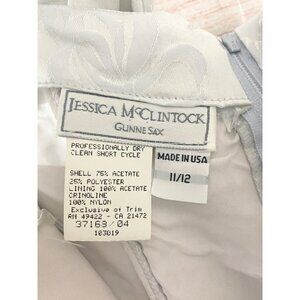 JESSICA McCLINTOCK
GUNNE SAX
PROFESSIONALLY DRY
CLEAN SHORT CYCLE
SHELL 75% ACETATE
25% POLYESTER
LINING 100% ACETATE
CRINOLINE
100% NYLON
Exclusive of Trim
RN 49422 - CA 21472
37169/04
103019
MADE IN USA
11/12